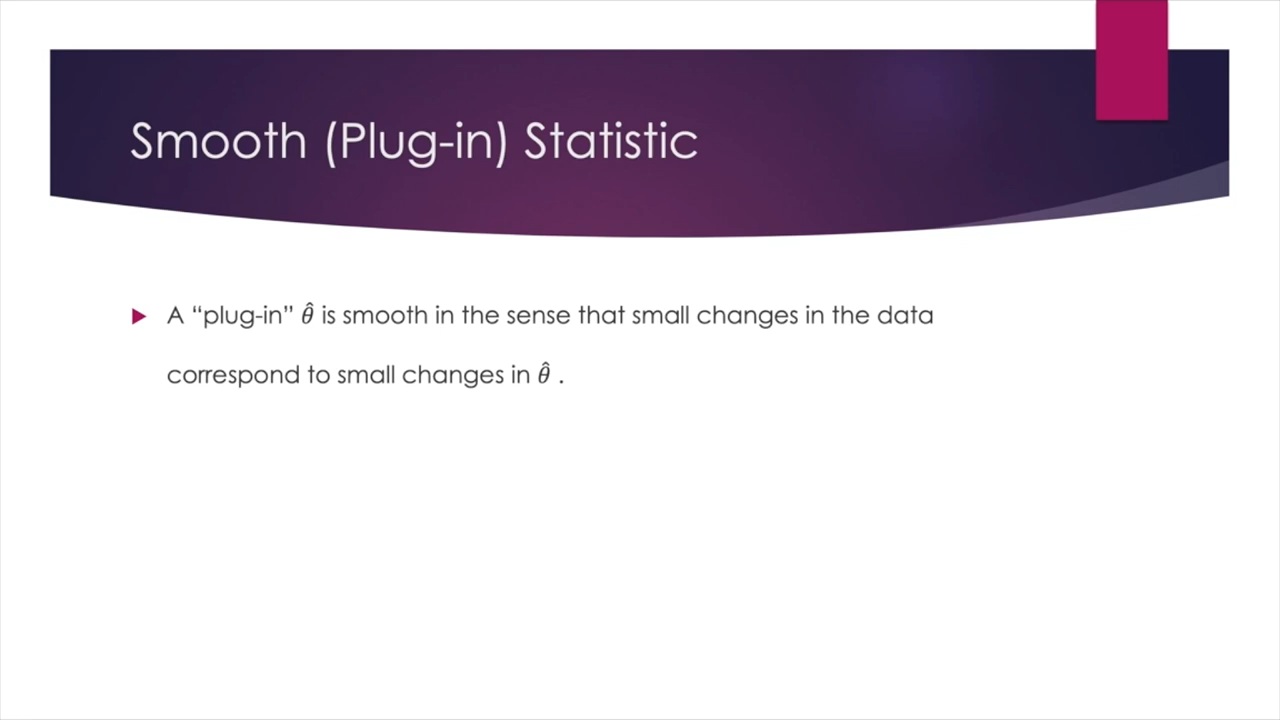 Smooth (Plug-in) Statistic
A “plug-in” θ̂ is smooth in the sense that small changes in the data
correspond to small changes in θ̂ .